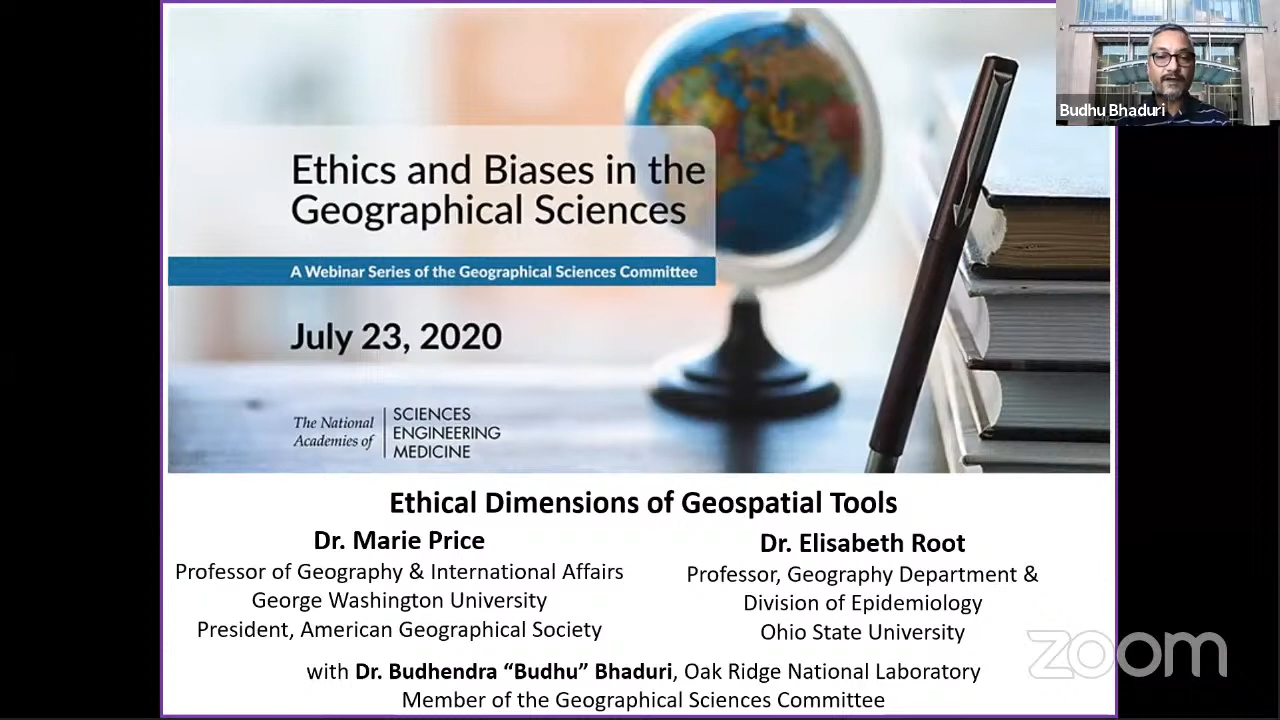 Budhu Bhaduri
Ethics and Biases in the
Geographical Sciences
A Webinar Series of the Geographical Sciences Committee
July 23, 2020
The National
Academies of
SCIENCES
ENGINEERING
MEDICINE
Ethical Dimensions of Geospatial Tools
Dr. Marie Price
Professor of Geography & International Affairs
George Washington University
President, American Geographical Society
Dr. Elisabeth Root
Professor, Geography Department &
Division of Epidemiology
Ohio State University
with Dr. Budhendra “Budhu” Bhaduri, Oak Ridge National Laboratory
Member of the Geographical Sciences Committee
zoom